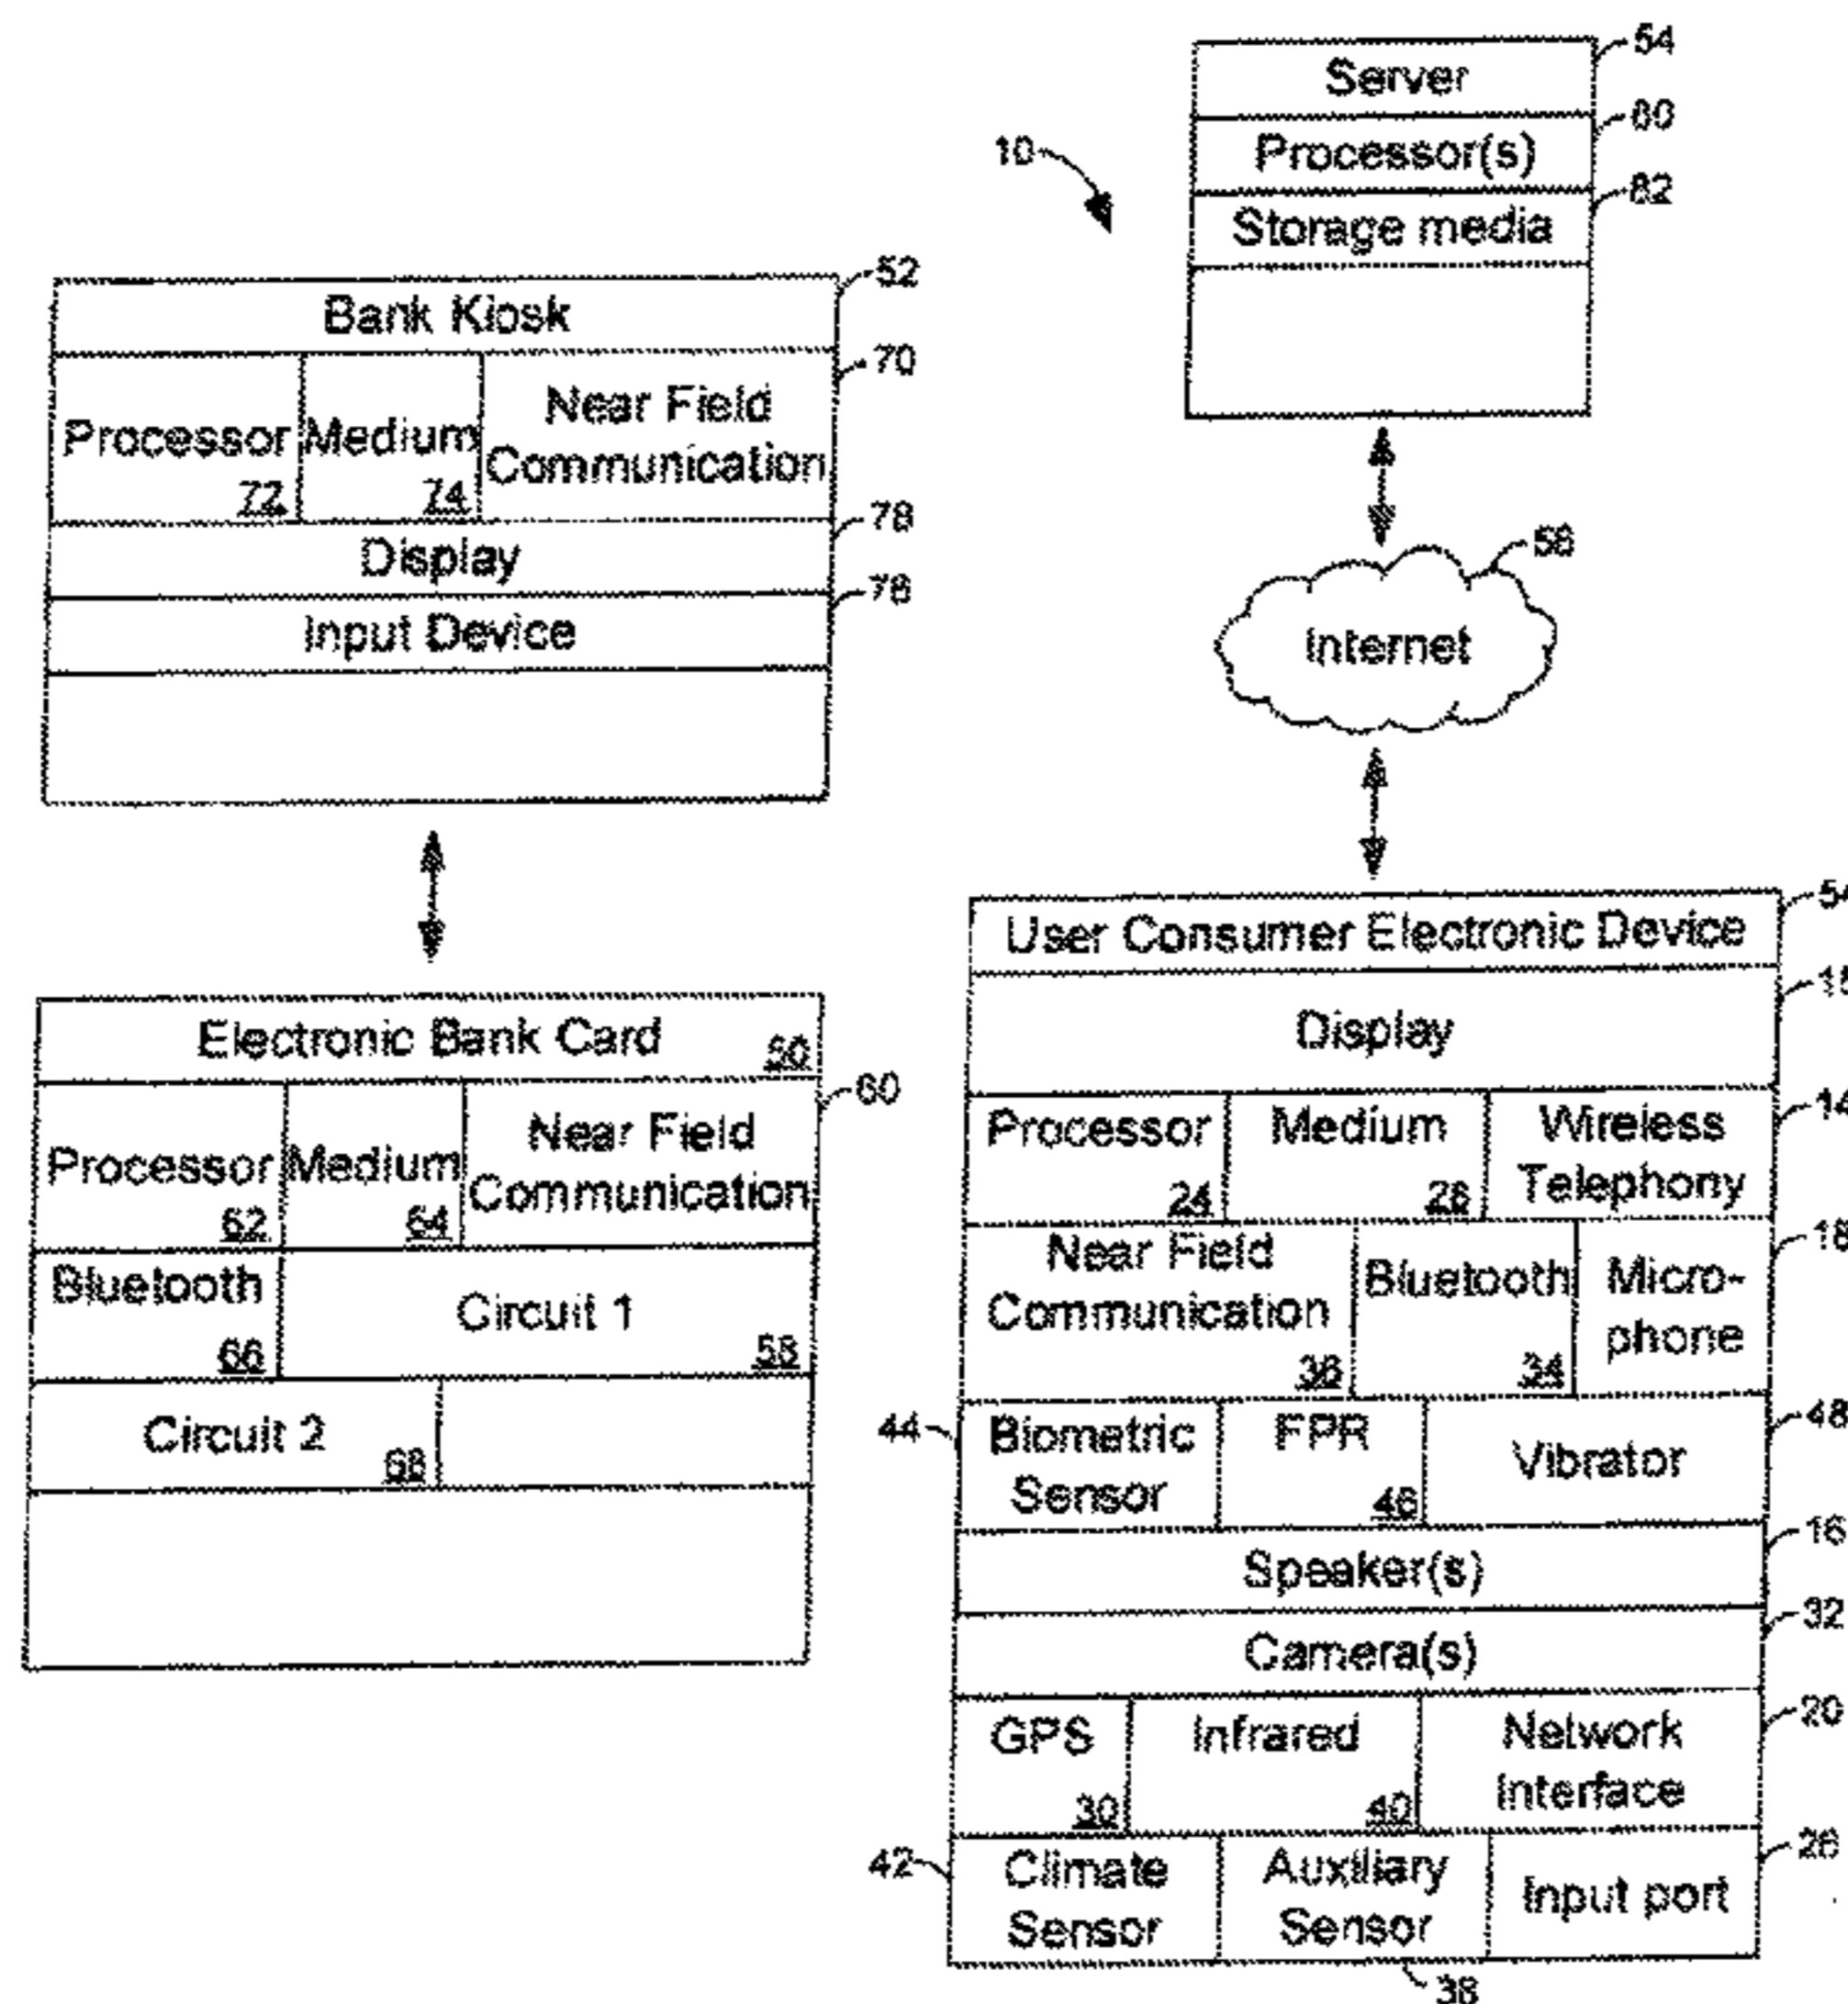 54
Server
80
Processor(s)
82
Storage media
10
52
Bank Kiosk
70
Near Field
Communication
Processor
72
Medium
74
78
Display
76
Input Device
56
Internet
Electronic Bank Card
50
60
Near Field
Communication
Processor
62
Medium
64
Bluetooth
66
Circuit 1
58
Circuit 2
68
54
User Consumer Electronic Device
15
Display
14
Processor
24
Medium
28
Wireless
Telephony
18
Near Field
Communication
36
Bluetooth
34
Micro-
phone
44
Biometric
Sensor
FPR
46
Vibrator
48
16
Speaker(s)
32
Camera(s)
20
GPS
30
Infrared
40
Network
Interface
42
Climate
Sensor
Auxiliary
Sensor
38
Input port
26